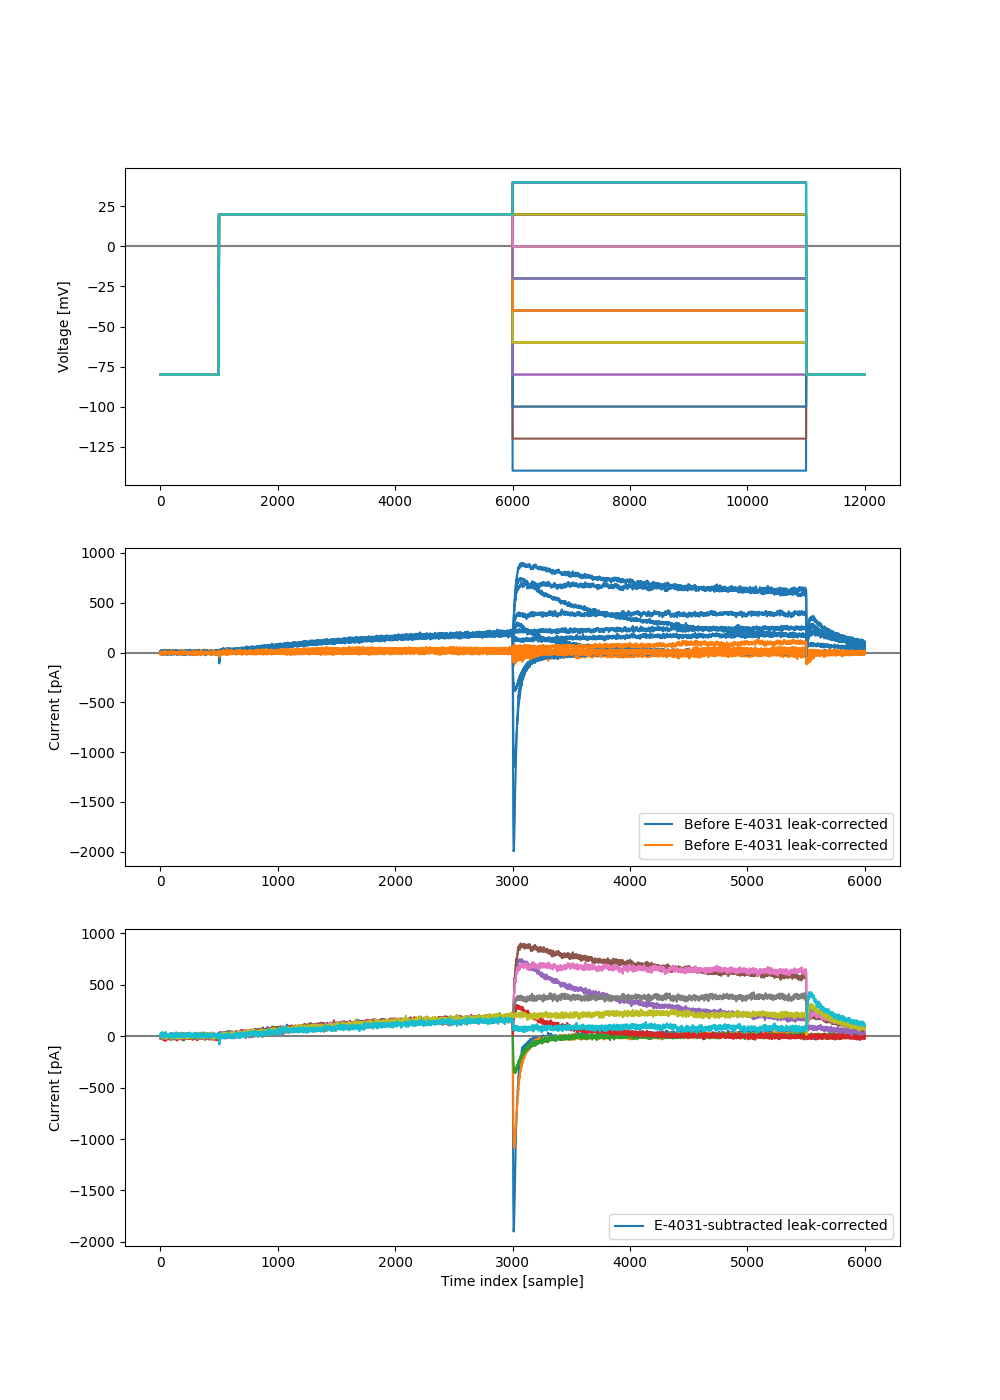 25
0
−25
−50
−75
−100
−125
Voltage [mV]
0 2000 4000 6000 8000 10000 12000
1000
500
0
−500
−1000
−1500
−2000
Current [pA]
Before E-4031 leak-corrected
Before E-4031 leak-corrected
0 1000 2000 3000 4000 5000 6000
1000
500
0
−500
−1000
−1500
−2000
Current [pA]
E-4031-subtracted leak-corrected
0 1000 2000 3000 4000 5000 6000
Time index [sample]